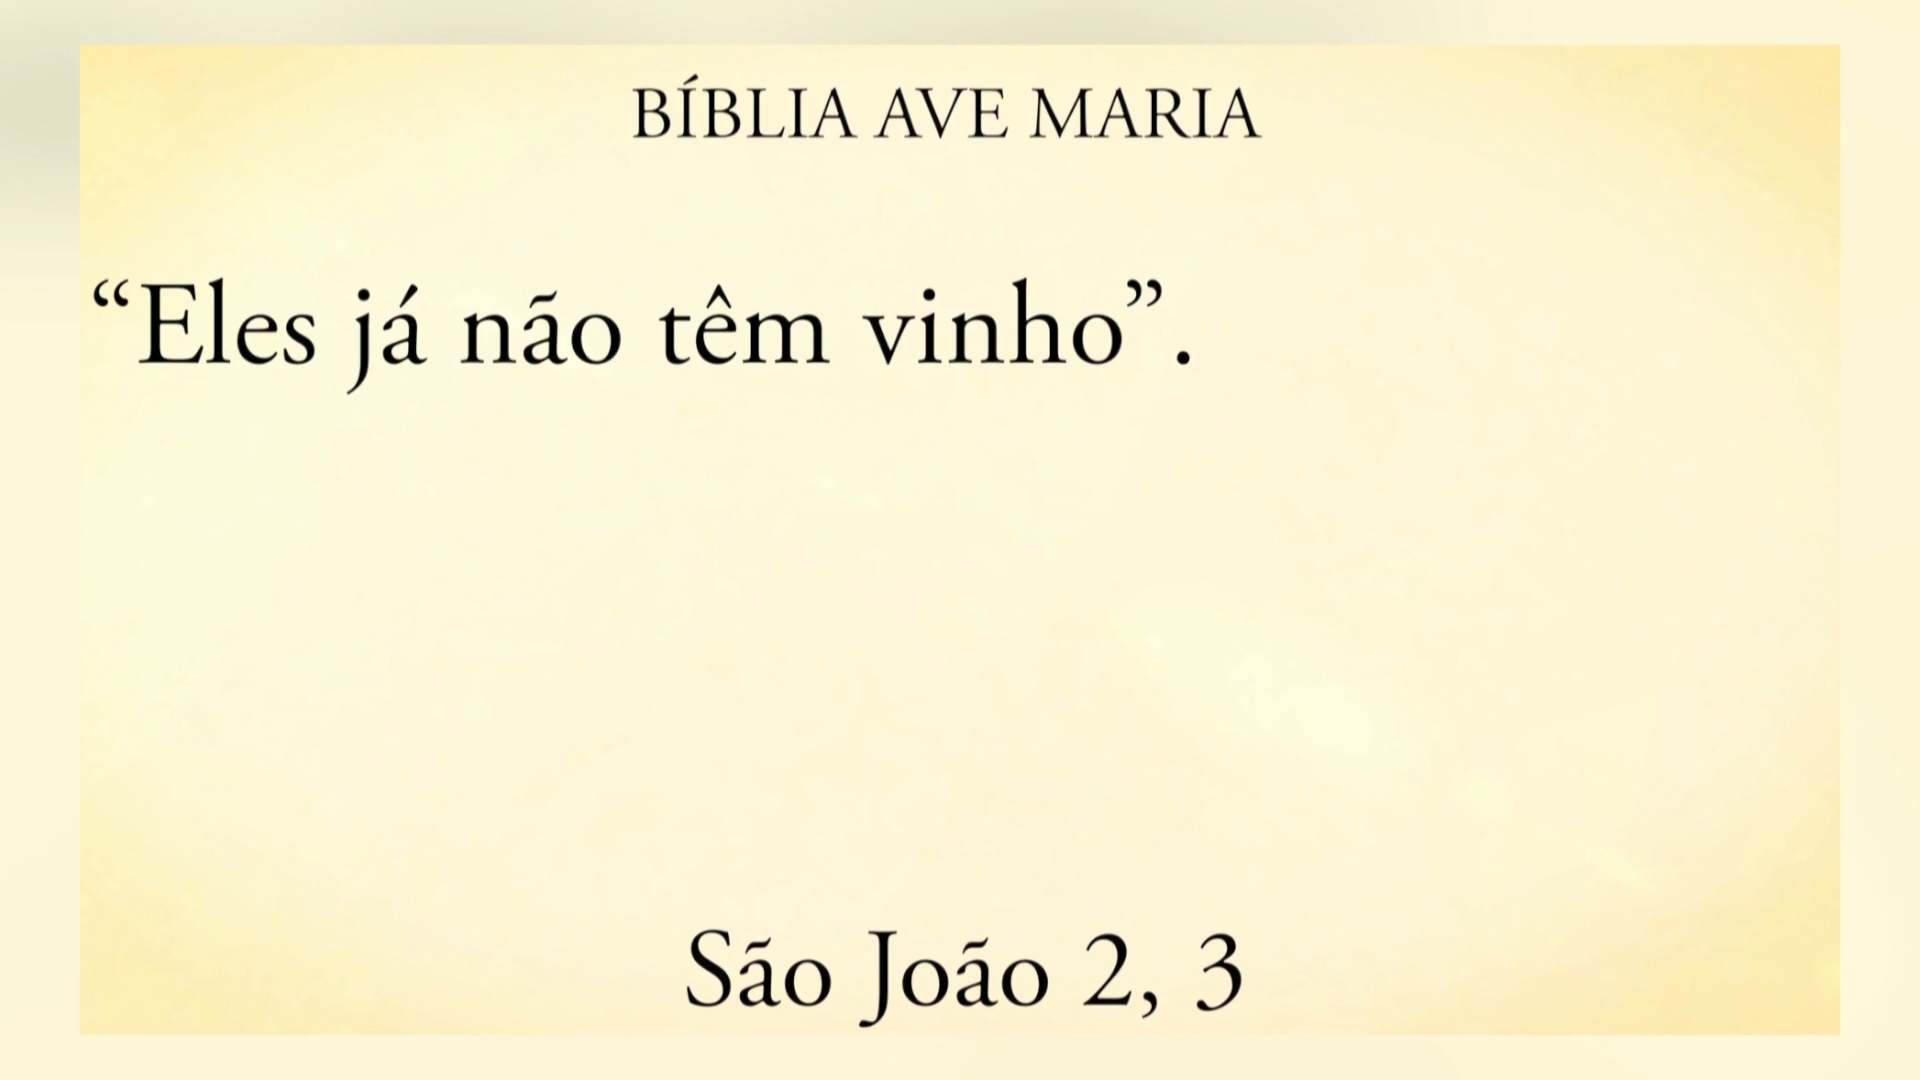 BÍBLIA AVE MARIA
“Eles já não têm vinho”.
São João 2, 3